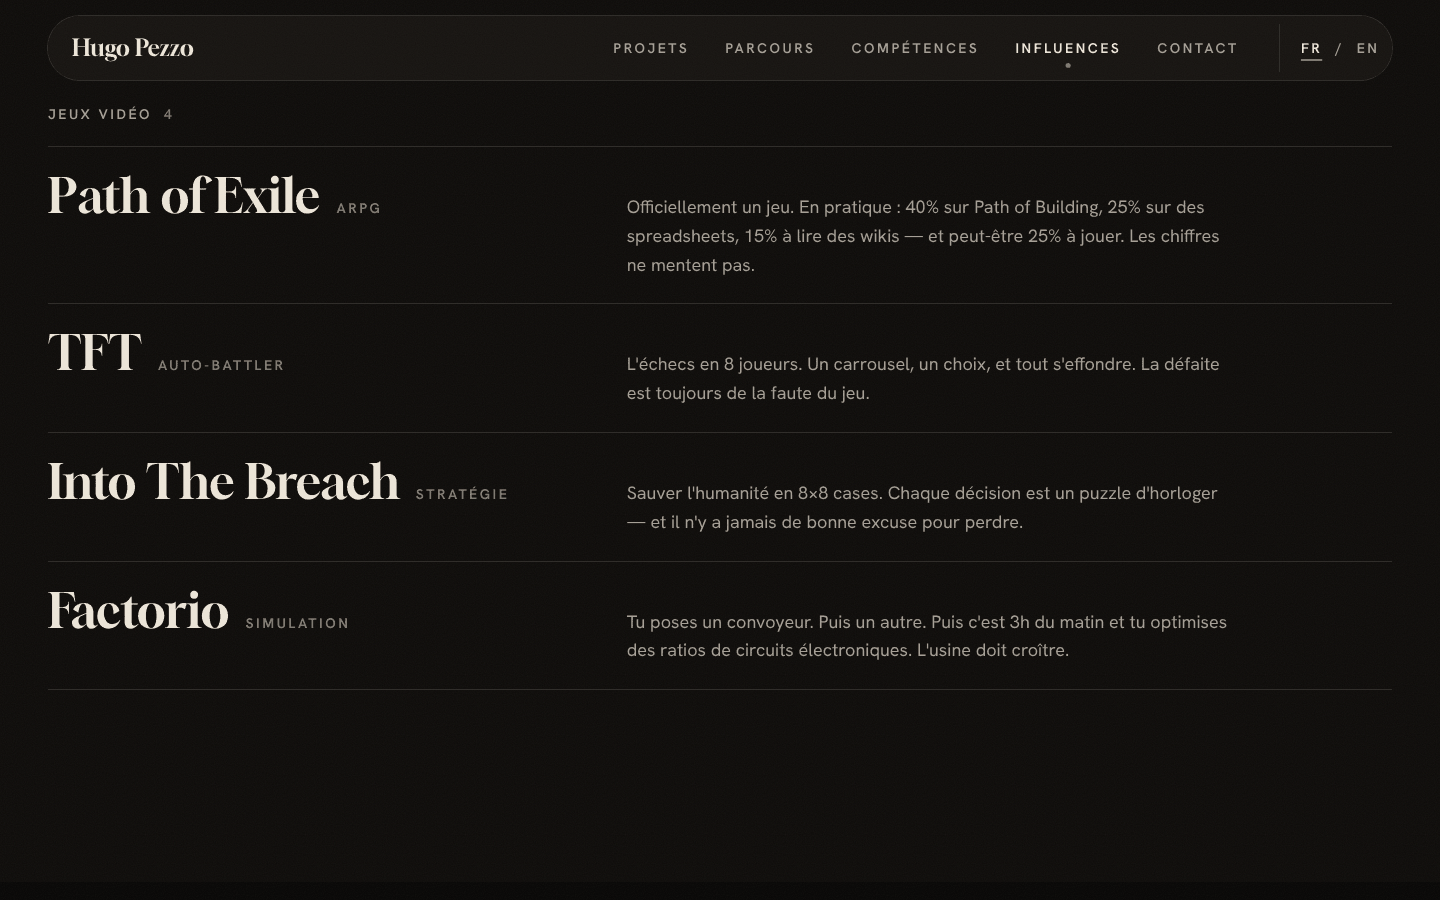 Hugo Pezzo
PROJETS PARCOURS COMPÉTENCES INFLUENCES CONTACT FR / EN
JEUX VIDÉO 4
Path of Exile ARPG
Officiellement un jeu. En pratique : 40% sur Path of Building, 25% sur des
spreadsheets, 15% à lire des wikis — et peut-être 25% à jouer. Les chiffres
ne mentent pas.
TFT AUTO-BATTLER
L'échecs en 8 joueurs. Un carrousel, un choix, et tout s'effondre. La défaite
est toujours de la faute du jeu.
Into The Breach STRATÉGIE
Sauver l'humanité en 8×8 cases. Chaque décision est un puzzle d'horloger
— et il n'y a jamais de bonne excuse pour perdre.
Factorio SIMULATION
Tu poses un convoyeur. Puis un autre. Puis c'est 3h du matin et tu optimises
des ratios de circuits électroniques. L'usine doit croître.